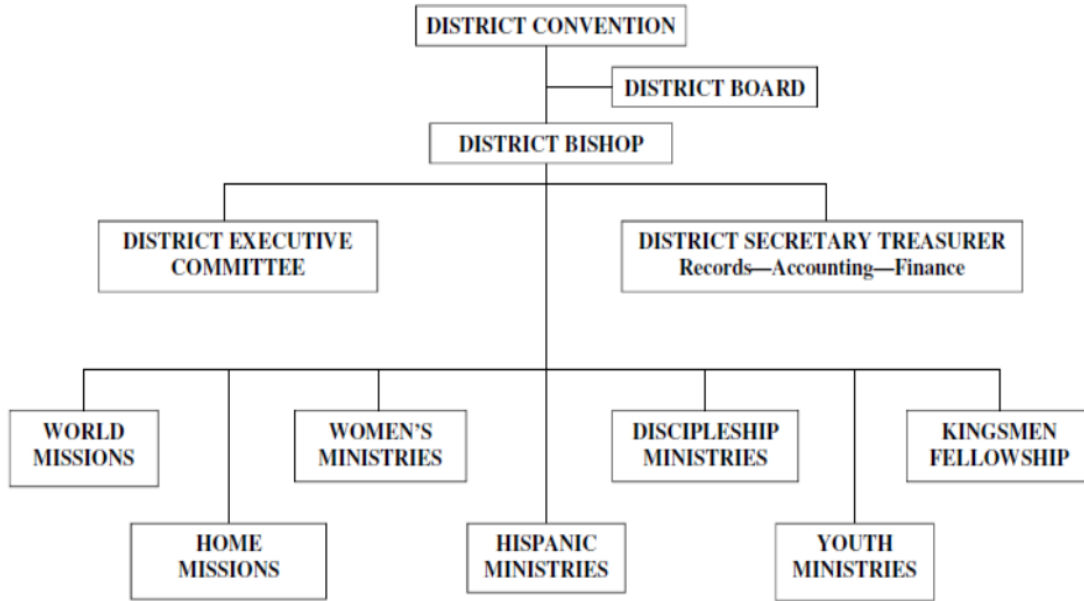 DISTRICT CONVENTION
DISTRICT BOARD
DISTRICT BISHOP
DISTRICT EXECUTIVE
COMMITTEE
DISTRICT SECRETARY TREASURER
Records—Accounting—Finance
WORLD
MISSIONS
WOMEN’S
MINISTRIES
DISCIPLESHIP
MINISTRIES
KINGSMEN
FELLOWSHIP
HOME
MISSIONS
HISPANIC
MINISTRIES
YOUTH
MINISTRIES